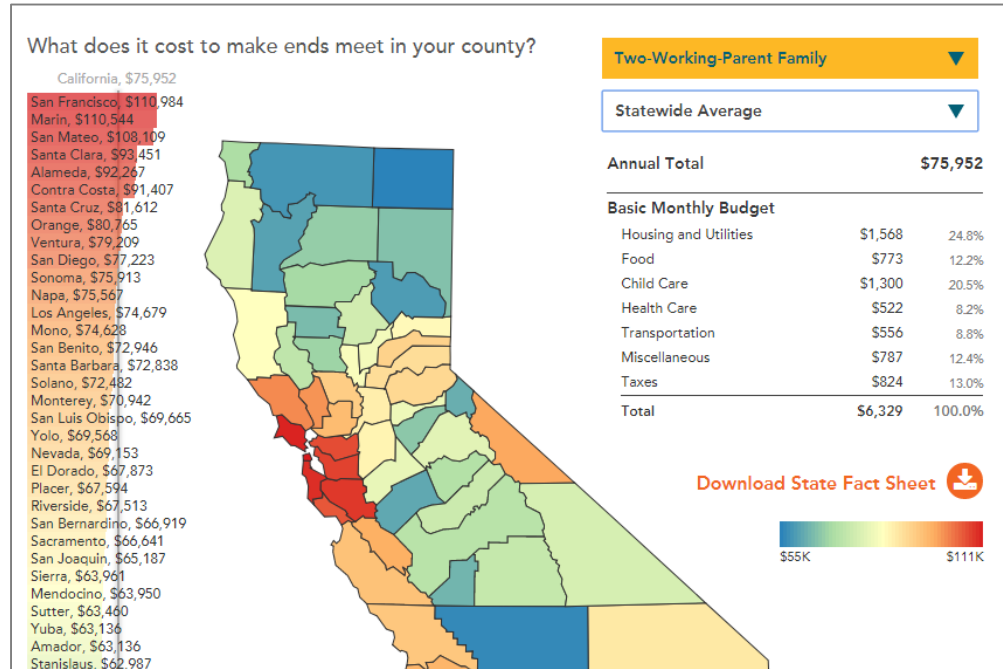 What does it cost to make ends meet in your county?
California, $75,952
San Francisco, $110,984
Marin, $110,544
San Mateo, $108,109
Santa Clara, $93,451
Alameda, $92,267
Contra Costa, $91,407
Santa Cruz, $81,612
Orange, $80,765
Ventura, $79,209
San Diego, $77,223
Sonoma, $75,913
Napa, $75,567
Los Angeles, $74,679
Mono, $74,628
San Benito, $72,946
Santa Barbara, $72,838
Solano, $72,482
Monterey, $70,942
San Luis Obispo, $69,665
Yolo, $69,568
Nevada, $69,153
El Dorado, $67,873
Placer, $67,594
Riverside, $67,513
San Bernardino, $66,919
Sacramento, $66,641
San Joaquin, $65,187
Sierra, $63,961
Mendocino, $63,950
Sutter, $63,460
Yuba, $63,136
Amador, $63,136
Stanislaus, $62,987
Two-Working-Parent Family
Statewide Average
Annual Total $75,952
Basic Monthly Budget
Housing and Utilities $1,568 24.8%
Food $773 12.2%
Child Care $1,300 20.5%
Health Care $522 8.2%
Transportation $556 8.8%
Miscellaneous $787 12.4%
Taxes $824 13.0%
Total $6,329 100.0%
Download State Fact Sheet
$55K $111K